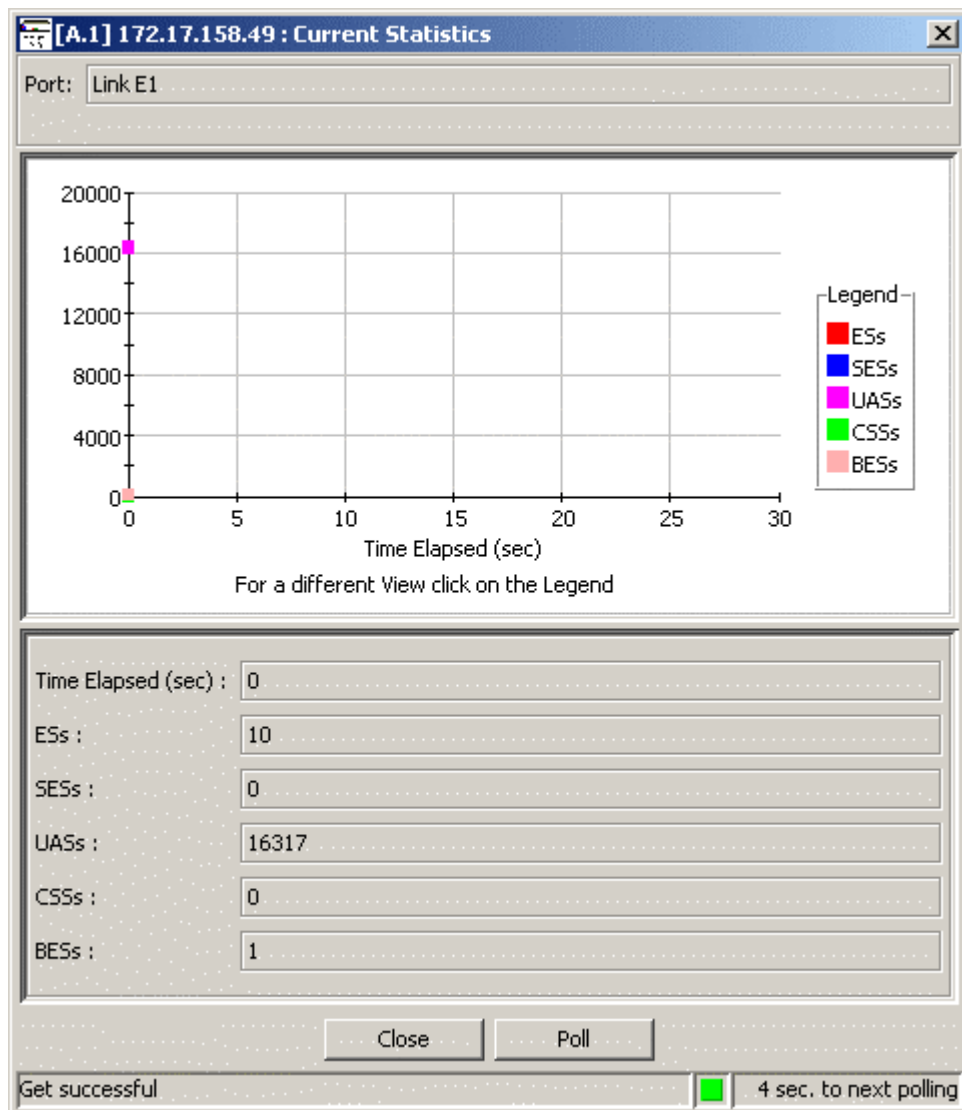 [A.1] 172.17.158.49 : Current Statistics
Port: Link E1
20000
16000
12000
8000
4000
0
0 5 10 15 20 25 30
Time Elapsed (sec)
For a different View click on the Legend
Legend
ESs
SESs
UASs
CSSs
BESs
Time Elapsed (sec) : 0
ESs : 10
SESs : 0
UASs : 16317
CSSs : 0
BESs : 1
Close Poll
Get successful 4 sec. to next polling